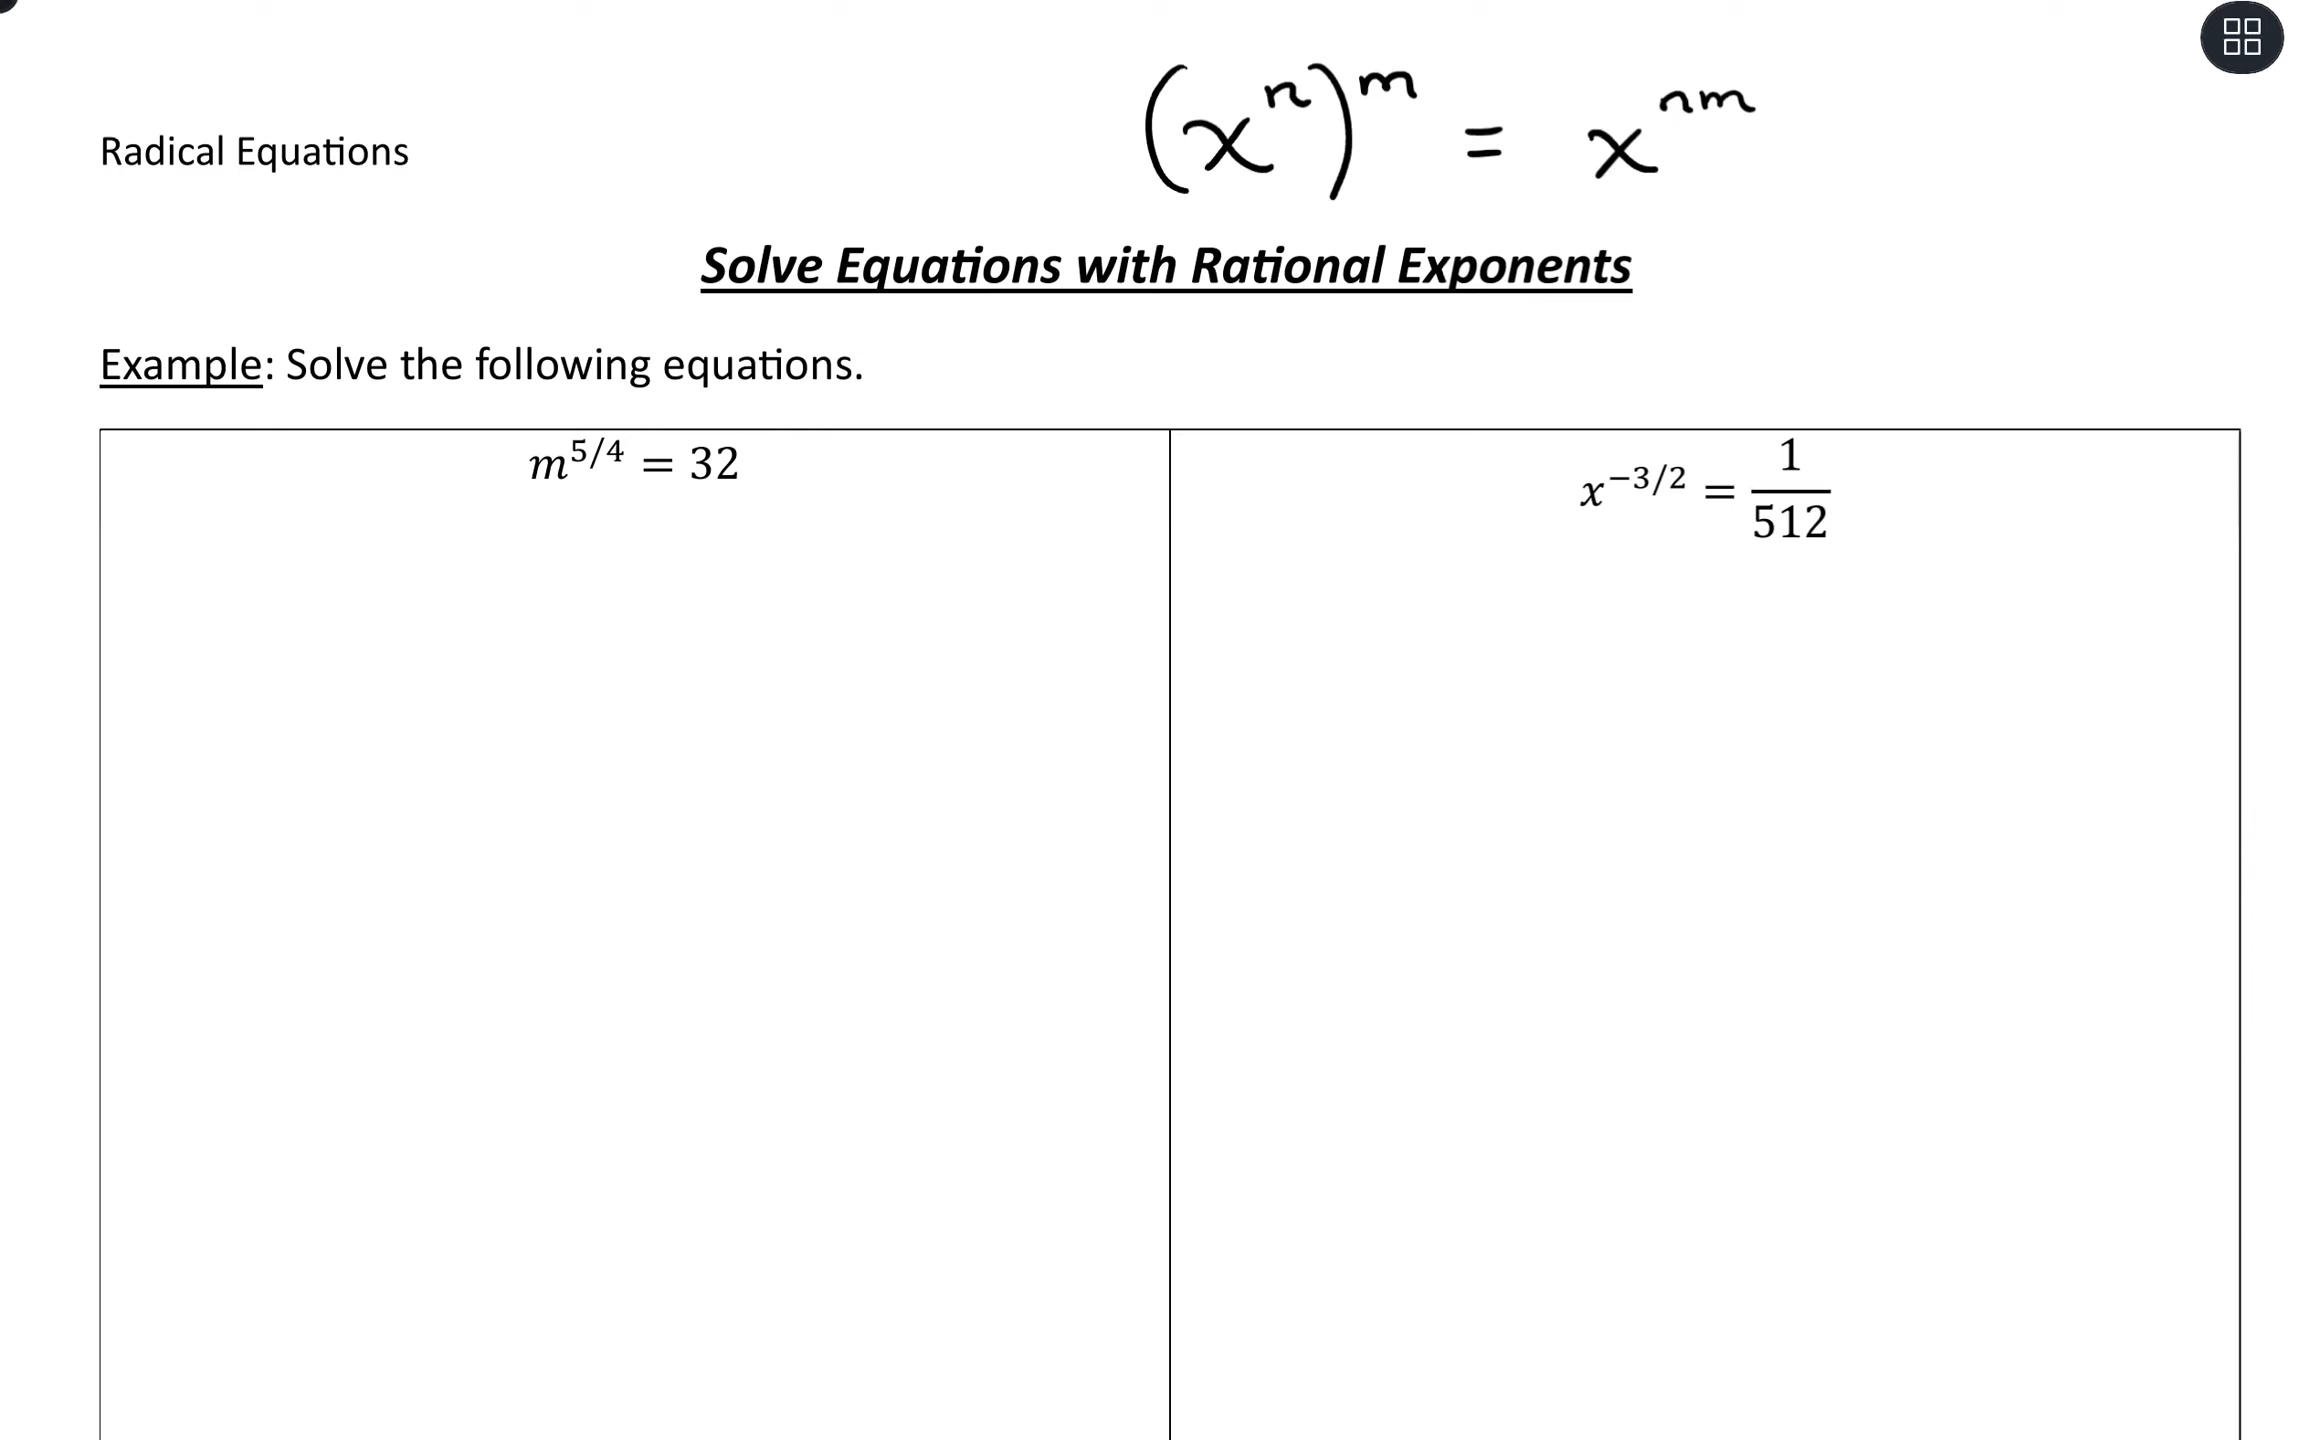 (x^n)^m = x^nm
Radical Equations
Solve Equations with Rational Exponents
Example: Solve the following equations.
m^5/4 = 32
x^−3/2 = 1/512